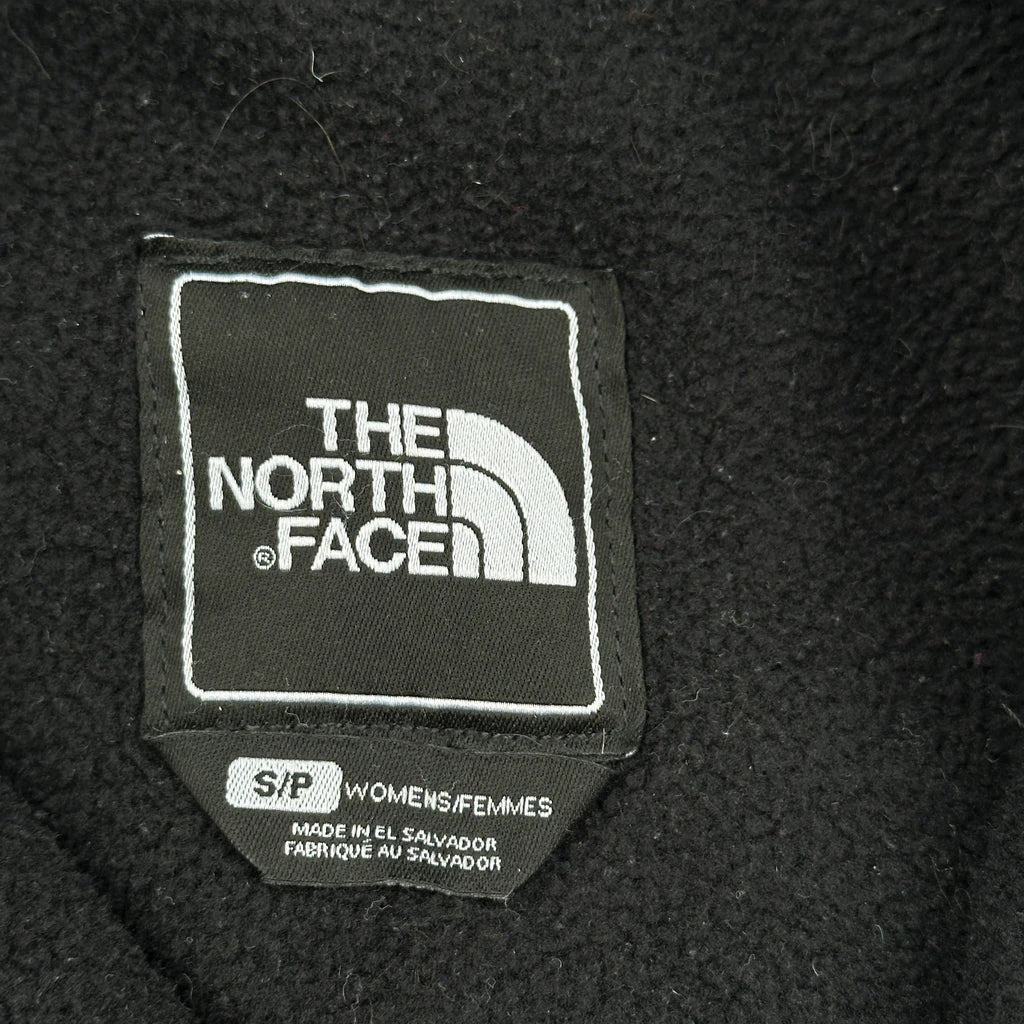 THE
NORTH
®FACE
S/P WOMENS/FEMMES
MADE IN EL SALVADOR
FABRIQUÉ AU SALVADOR